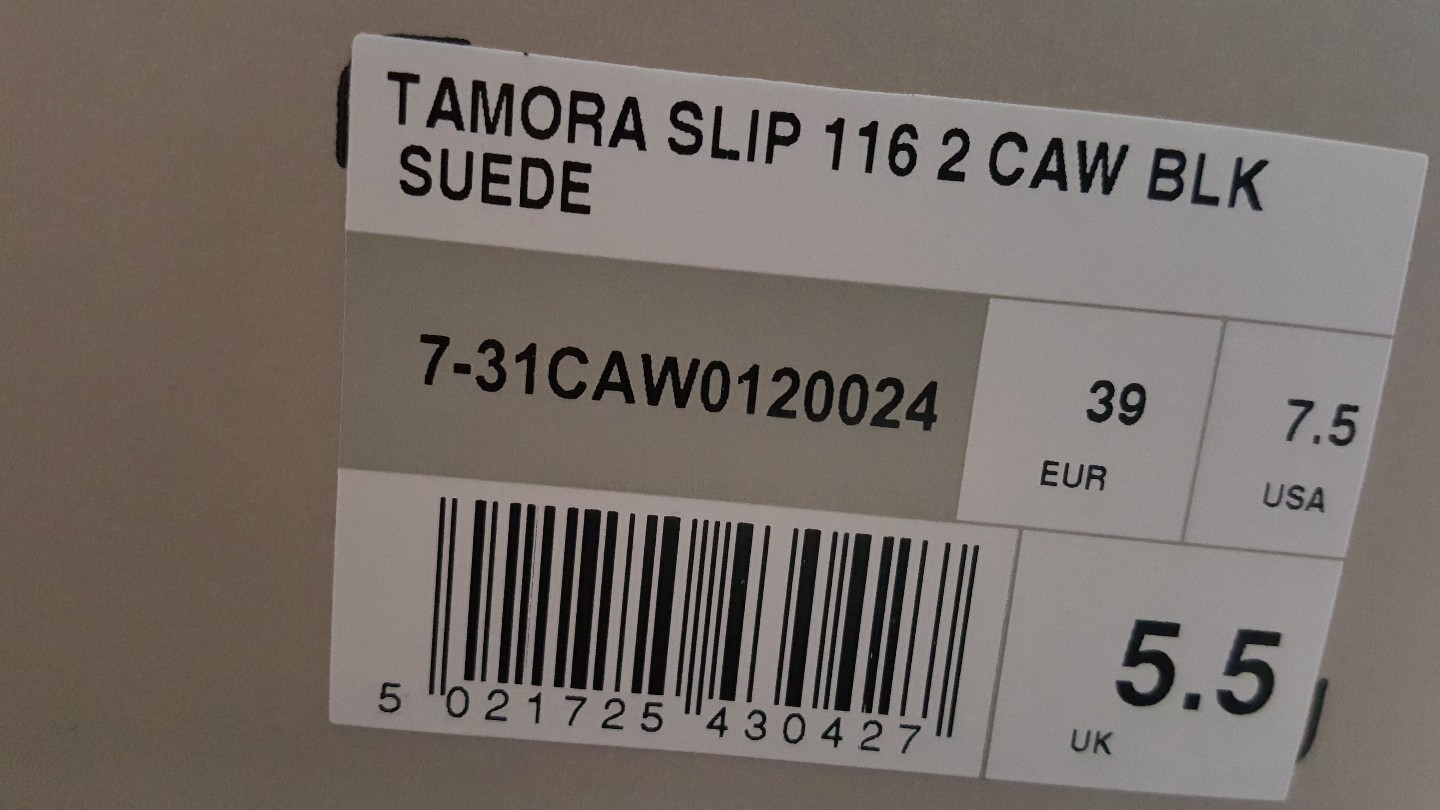 TAMORA SLIP 116 2 CAW BLK
SUEDE
7-31CAW0120024
39
EUR
7.5
USA
5 021725 430427
5.5
UK